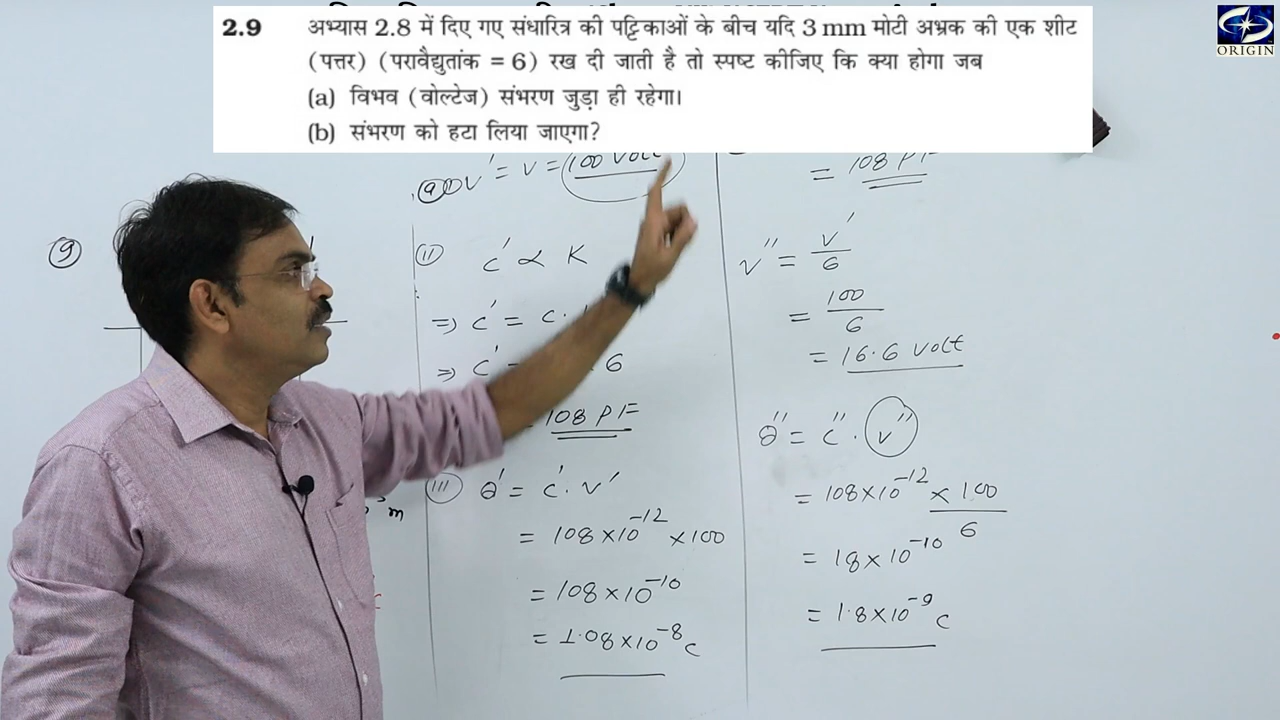 2.9 अभ्यास 2.8 में दिए गए संधारित्र की पट्टिकाओं के बीच यदि 3 mm मोटी अभ्रक की एक शीट
(पत्तर) (परावैद्युतांक = 6) रख दी जाती है तो स्पष्ट कीजिए कि क्या होगा जब
(a) विभव (वोल्टेज) संभरण जुड़ा ही रहेगा।
(b) संभरण को हटा लिया जाएगा?
ORIGIN
9
(a) (i) V' = V = 100 Volt
(ii) C' ∝ K
⇒ C' = C ·
⇒ C' = 6
108 PF
(iii) Q' = C' · V'
= 108 × 10⁻¹² × 100
= 108 × 10⁻¹⁰
= 1.08 × 10⁻⁸ C
m
= 108 PF
V'' = V'/6
= 100/6
= 16.6 Volt
Q'' = C'' · V''
= 108 × 10⁻¹² × 100/6
= 18 × 10⁻¹⁰
= 1.8 × 10⁻⁹ C